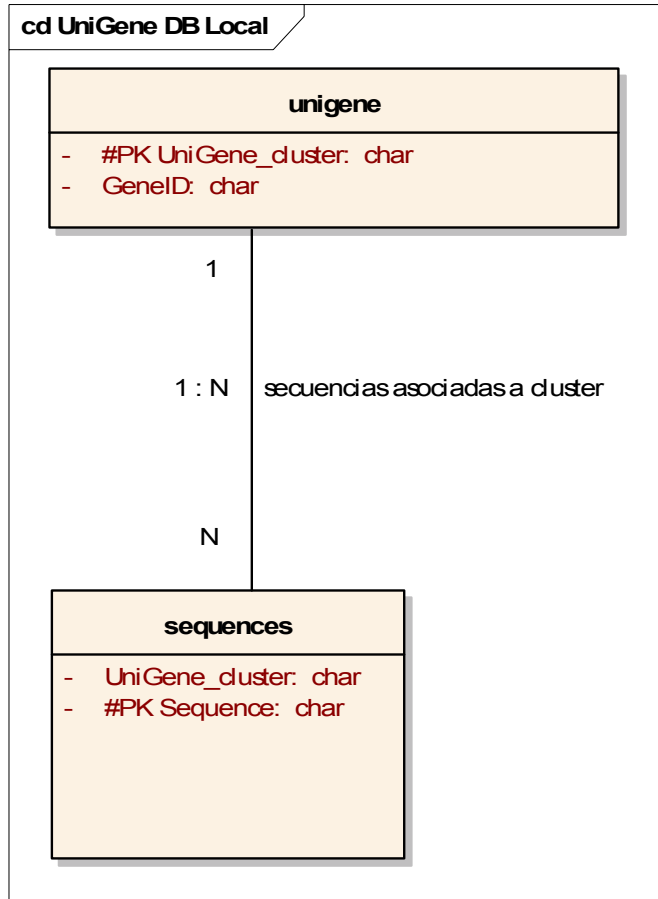 cd UniGene DB Local
unigene
- #PK UniGene_cluster: char
- GeneID: char
1
1 : N secuencias asociadas a cluster
N
sequences
- UniGene_cluster: char
- #PK Sequence: char